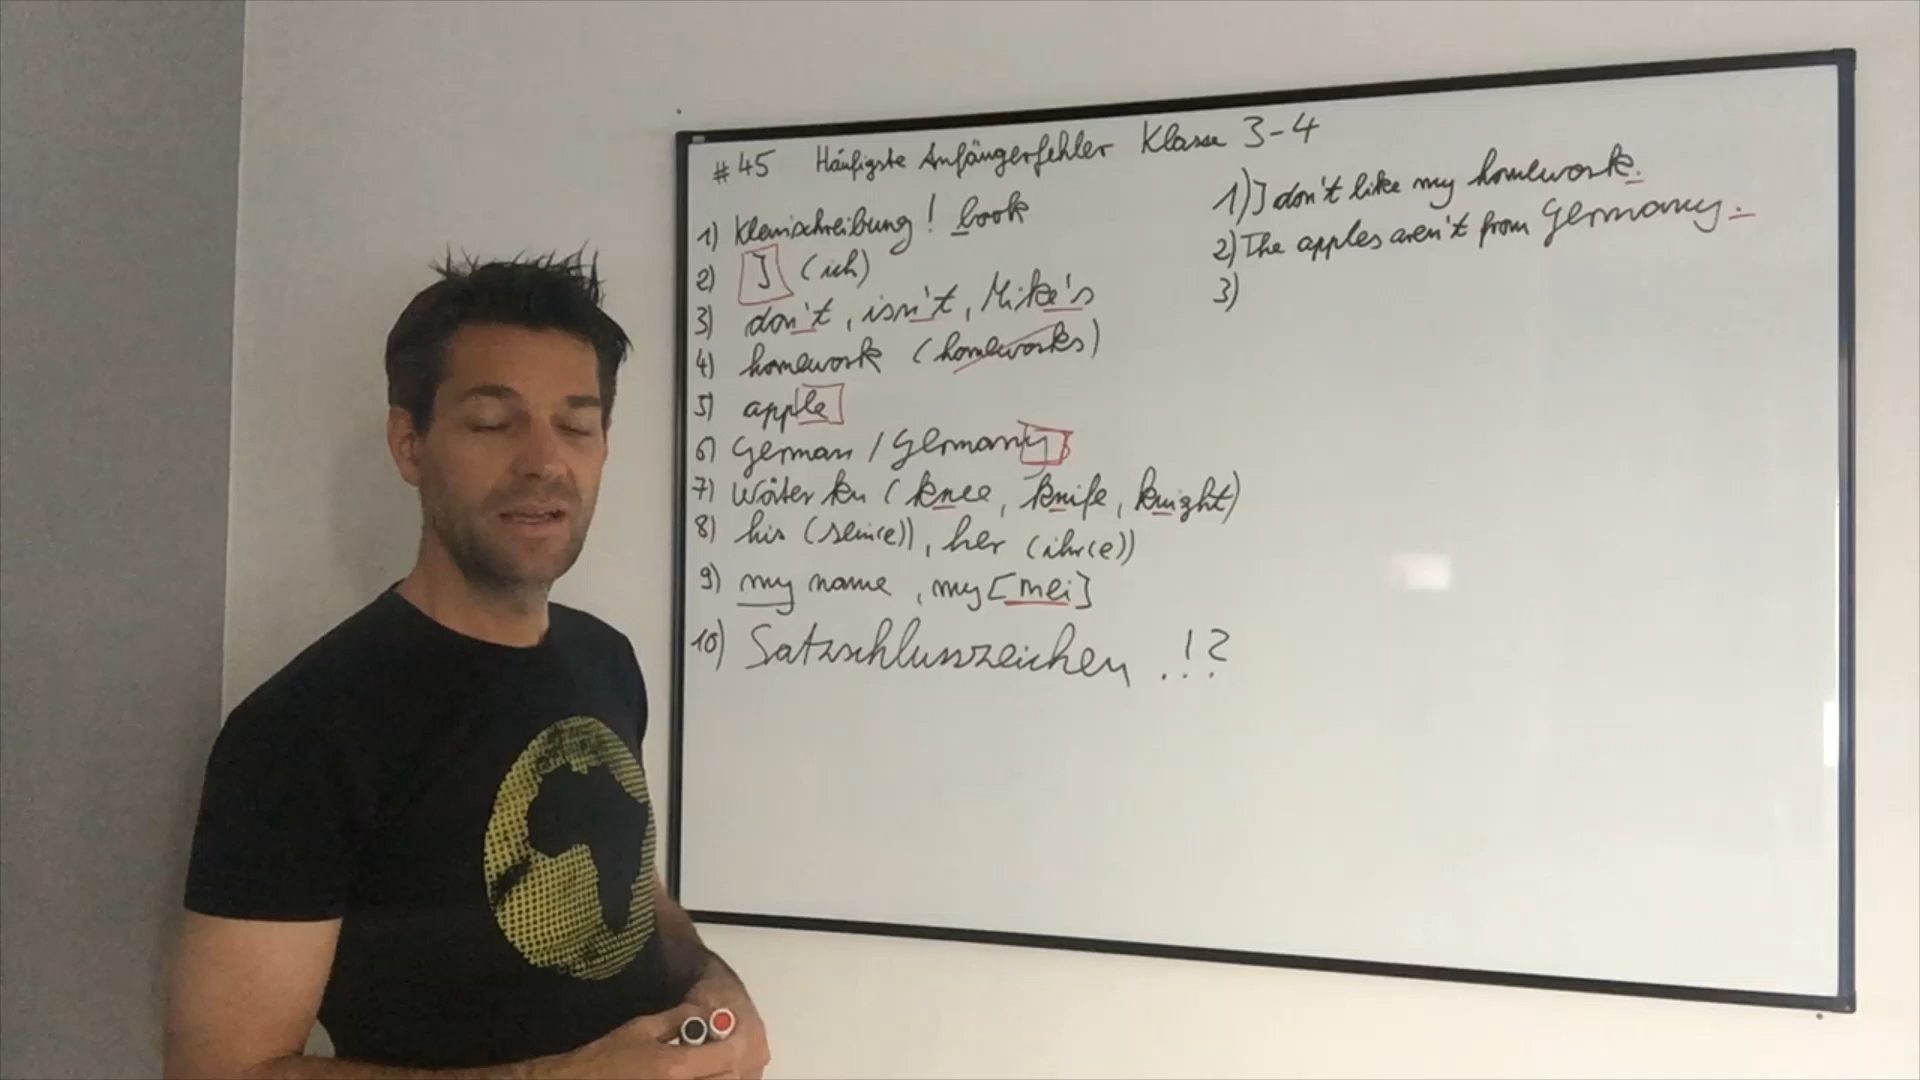 #45 Häufigste Anfängerfehler Klasse 3-4
1) Kleinschreibung! book
2) I (ich)
3) don't, isn't, Mike's
4) homework (homeworks)
5) apple
6) German / Germany
7) Wörter kn (knee, knife, knight)
8) his (sein(e)), her (ihr(e))
9) my name, my [mei]
10) Satzschlusszeichen . ! ?
1) I don't like my homework.
2) The apples aren't from Germany.
3)